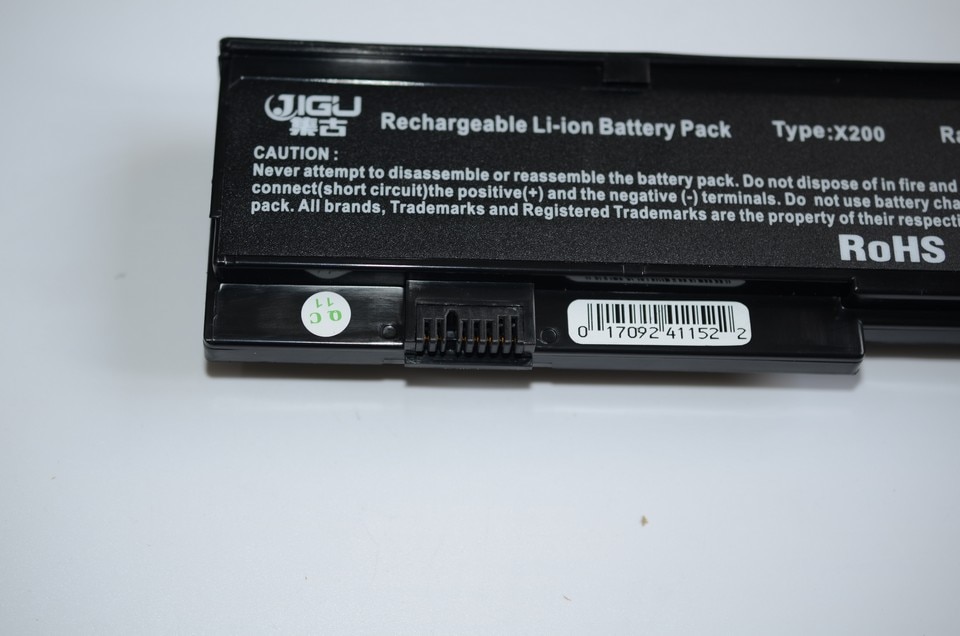 JIGU
集古
Rechargeable Li-ion Battery Pack Type:X200 Ra
CAUTION :
Never attempt to disassemble or reassemble the battery pack. Do not dispose of in fire and
connect(short circuit)the positive(+) and the negative (-) terminals. Do not use battery cha
pack. All brands, Trademarks and Registered Trademarks are the property of their respecti
RoHS
QC
11
0 17092 41152 2